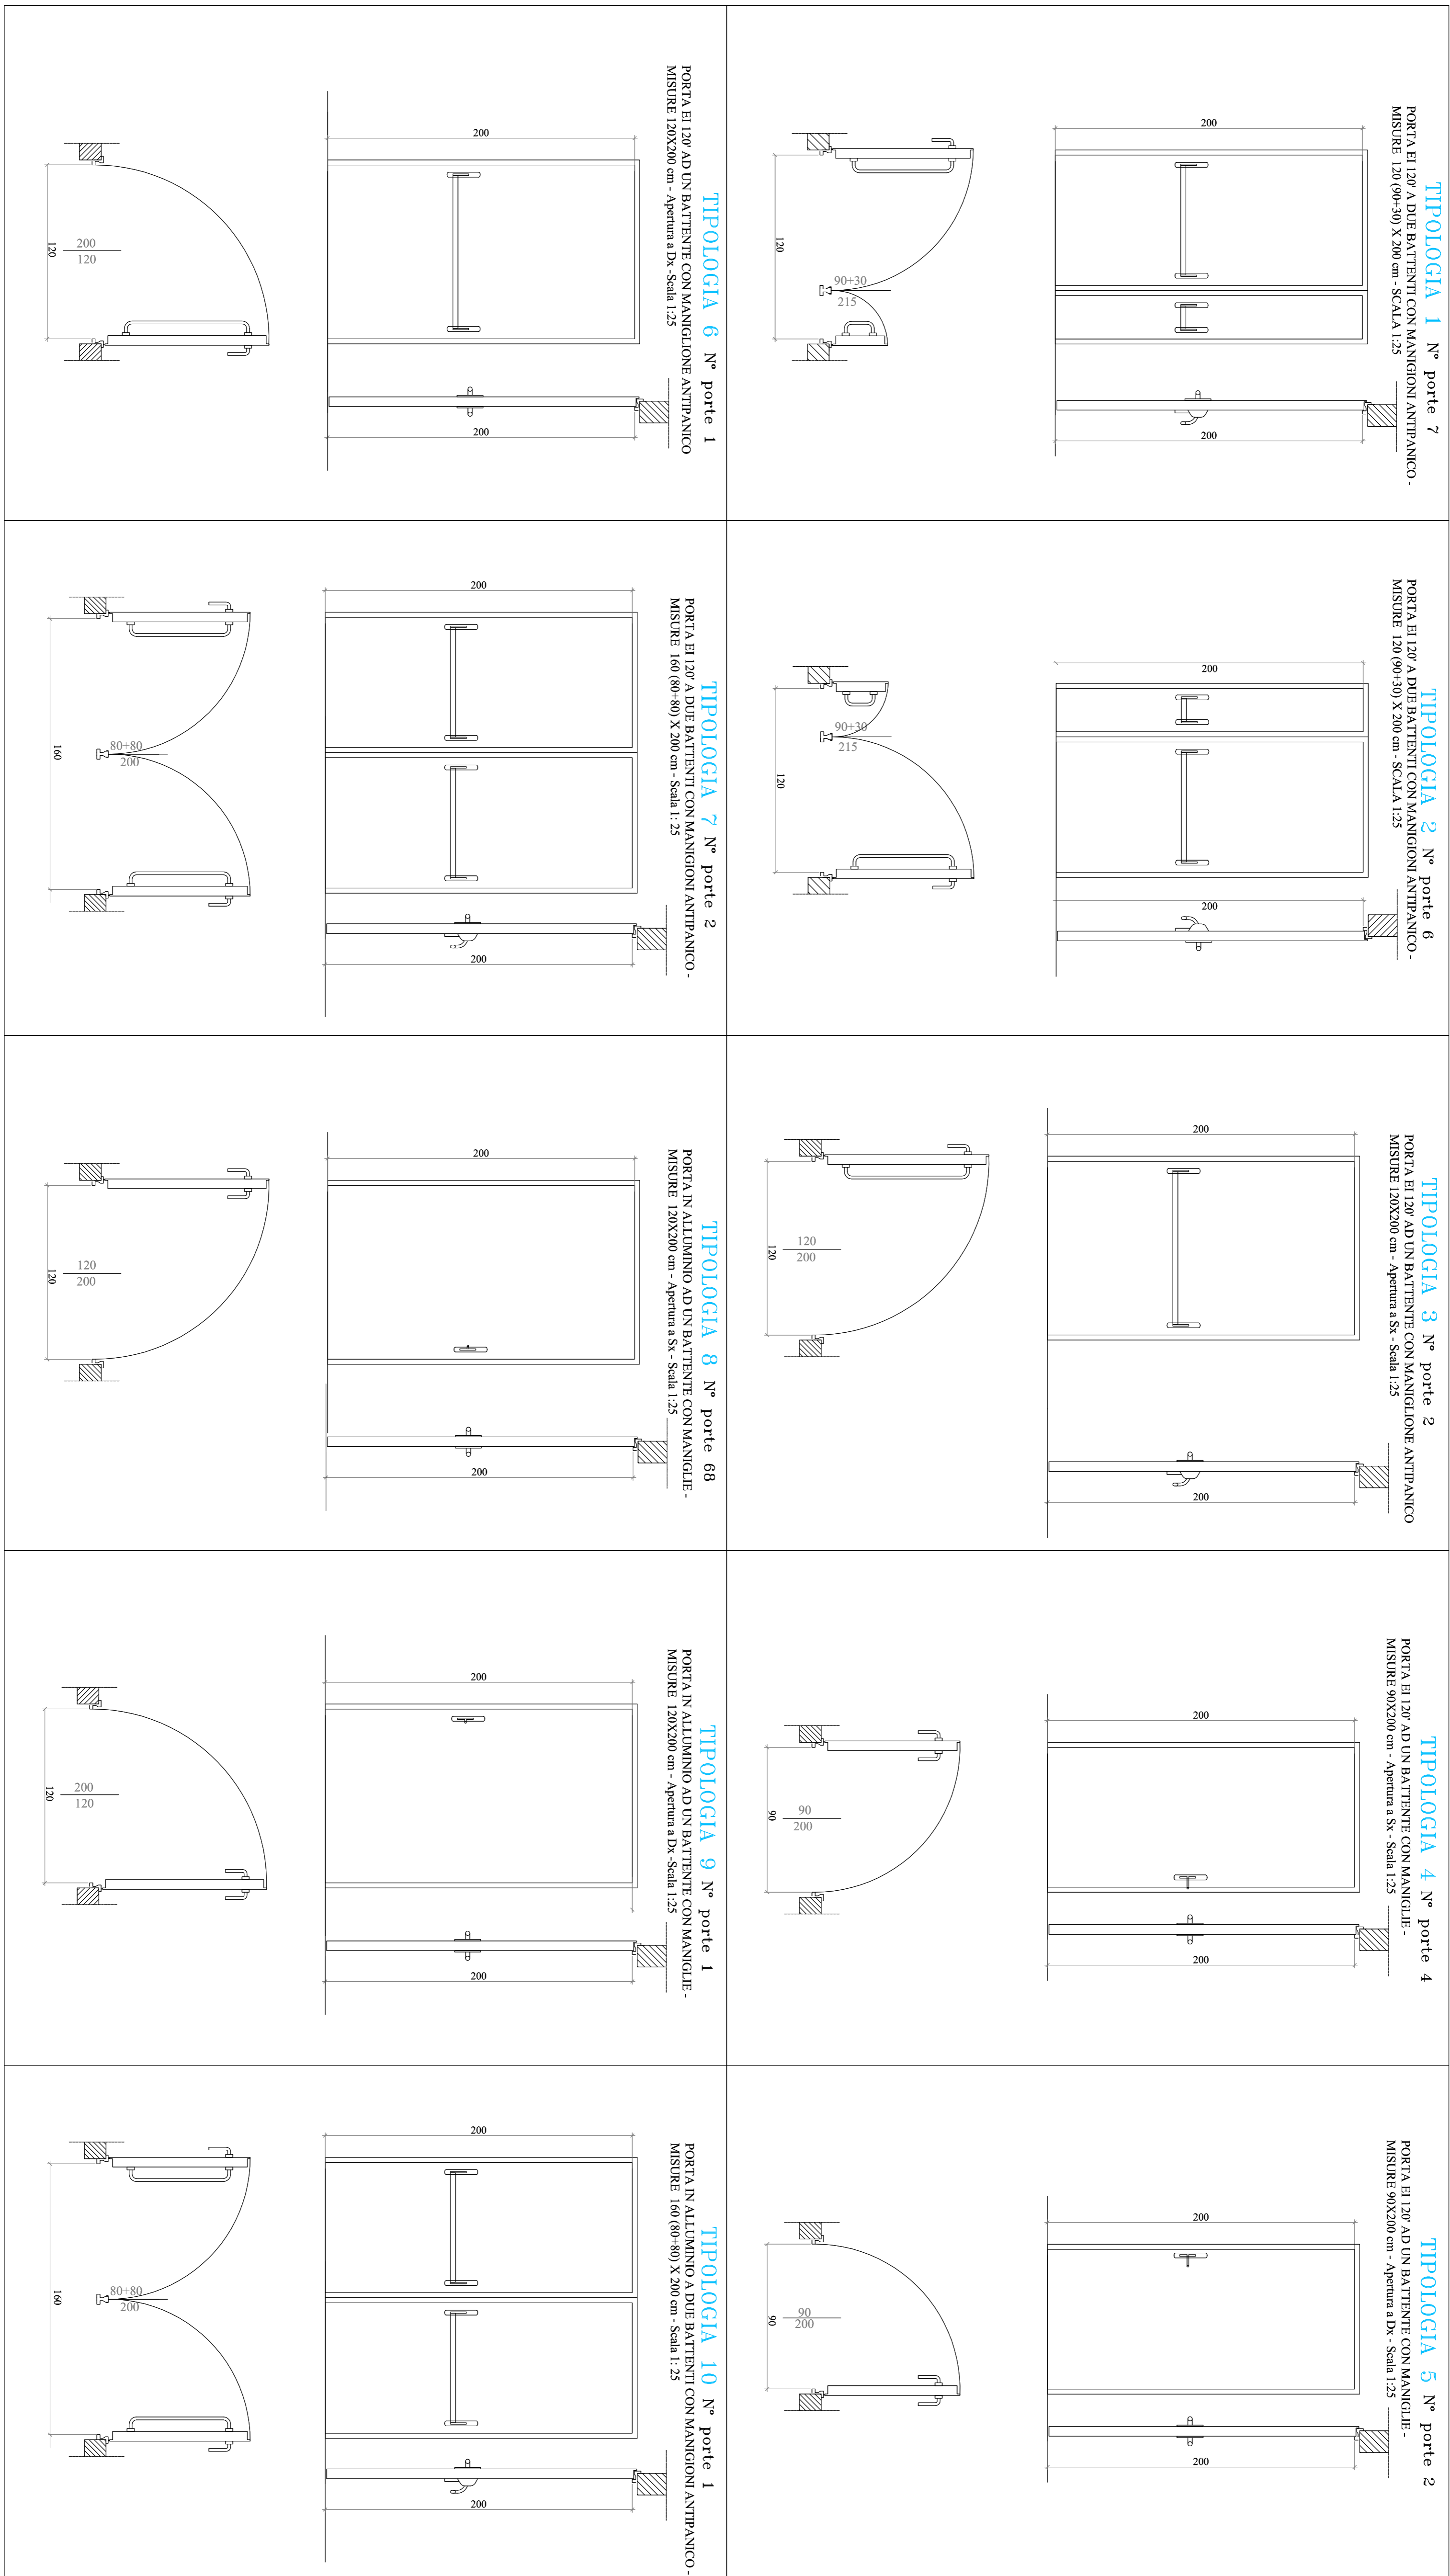 TIPOLOGIA 1 N° porte 7
PORTA EI 120' A DUE BATTENTI CON MANIGIONI ANTIPANICO -
MISURE 120 (90+30) X 200 cm - SCALA 1:25
200
200
90+30
215
120
TIPOLOGIA 2 N° porte 6
PORTA EI 120' A DUE BATTENTI CON MANIGIONI ANTIPANICO -
MISURE 120 (90+30) X 200 cm - SCALA 1:25
200
200
90+30
215
120
TIPOLOGIA 3 N° porte 2
PORTA EI 120' AD UN BATTENTE CON MANIGLIONE ANTIPANICO
MISURE 120X200 cm - Apertura a Sx - Scala 1:25
200
200
120
200
120
TIPOLOGIA 4 N° porte 4
PORTA EI 120' AD UN BATTENTE CON MANIGLIE -
MISURE 90X200 cm - Apertura a Sx - Scala 1:25
200
200
90
200
90
TIPOLOGIA 5 N° porte 2
PORTA EI 120' AD UN BATTENTE CON MANIGLIE -
MISURE 90X200 cm - Apertura a Dx - Scala 1:25
200
200
90
200
90
TIPOLOGIA 6 N° porte 1
PORTA EI 120' AD UN BATTENTE CON MANIGLIONE ANTIPANICO
MISURE 120X200 cm - Apertura a Dx -Scala 1:25
200
200
200
120
120
TIPOLOGIA 7 N° porte 2
PORTA EI 120' A DUE BATTENTI CON MANIGIONI ANTIPANICO -
MISURE 160 (80+80) X 200 cm - Scala 1: 25
200
200
80+80
200
160
TIPOLOGIA 8 N° porte 68
PORTA IN ALLUMINIO AD UN BATTENTE CON MANIGLIE -
MISURE 120X200 cm - Apertura a Sx - Scala 1:25
200
200
120
200
120
TIPOLOGIA 9 N° porte 1
PORTA IN ALLUMINIO AD UN BATTENTE CON MANIGLIE -
MISURE 120X200 cm - Apertura a Dx -Scala 1:25
200
200
200
120
120
TIPOLOGIA 10 N° porte 1
PORTA IN ALLUMINIO A DUE BATTENTI CON MANIGIONI ANTIPANICO -
MISURE 160 (80+80) X 200 cm - Scala 1: 25
200
200
80+80
200
160